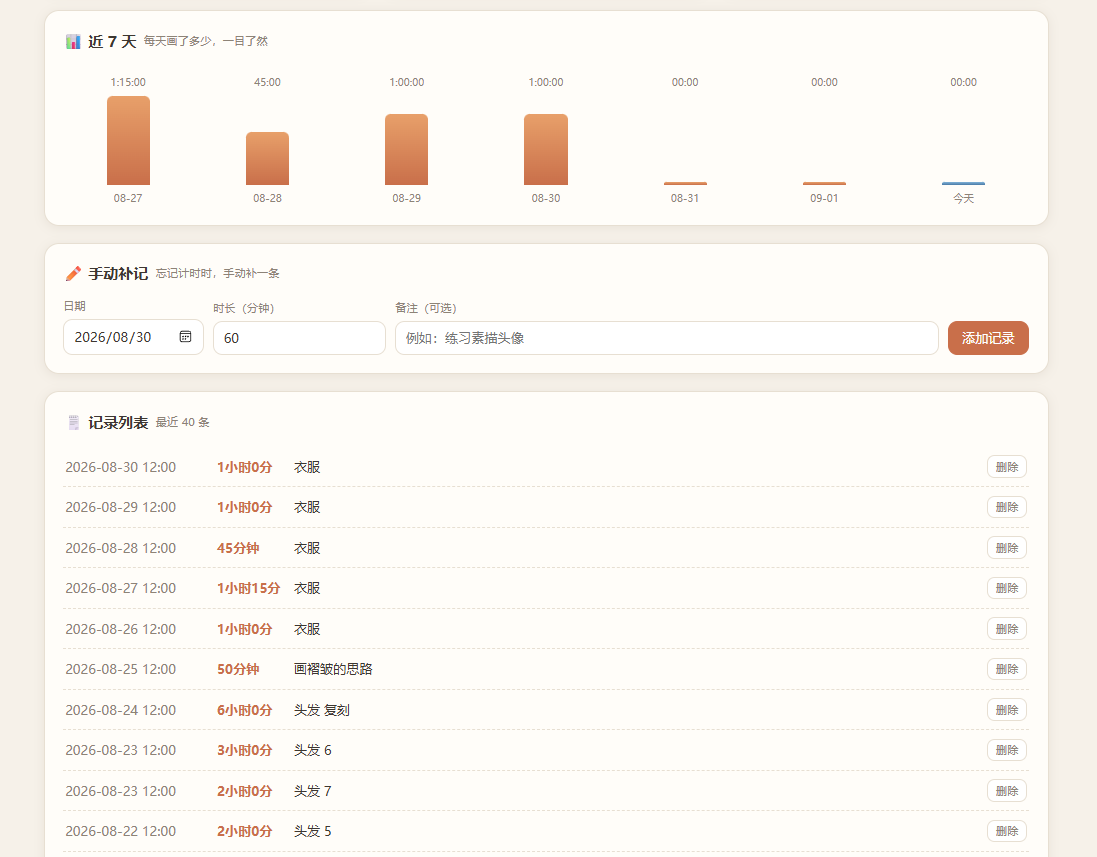 近 7 天 每天画了多少，一目了然
1:15:00 45:00 1:00:00 1:00:00 00:00 00:00 00:00
08-27 08-28 08-29 08-30 08-31 09-01 今天
手动补记 忘记计时时，手动补一条
日期 时长（分钟） 备注（可选）
2026/08/30 60 例如：练习素描头像 添加记录
记录列表 最近 40 条
2026-08-30 12:00 1小时0分 衣服 删除
2026-08-29 12:00 1小时0分 衣服 删除
2026-08-28 12:00 45分钟 衣服 删除
2026-08-27 12:00 1小时15分 衣服 删除
2026-08-26 12:00 1小时0分 衣服 删除
2026-08-25 12:00 50分钟 画褶皱的思路 删除
2026-08-24 12:00 6小时0分 头发 复刻 删除
2026-08-23 12:00 3小时0分 头发 6 删除
2026-08-23 12:00 2小时0分 头发 7 删除
2026-08-22 12:00 2小时0分 头发 5 删除